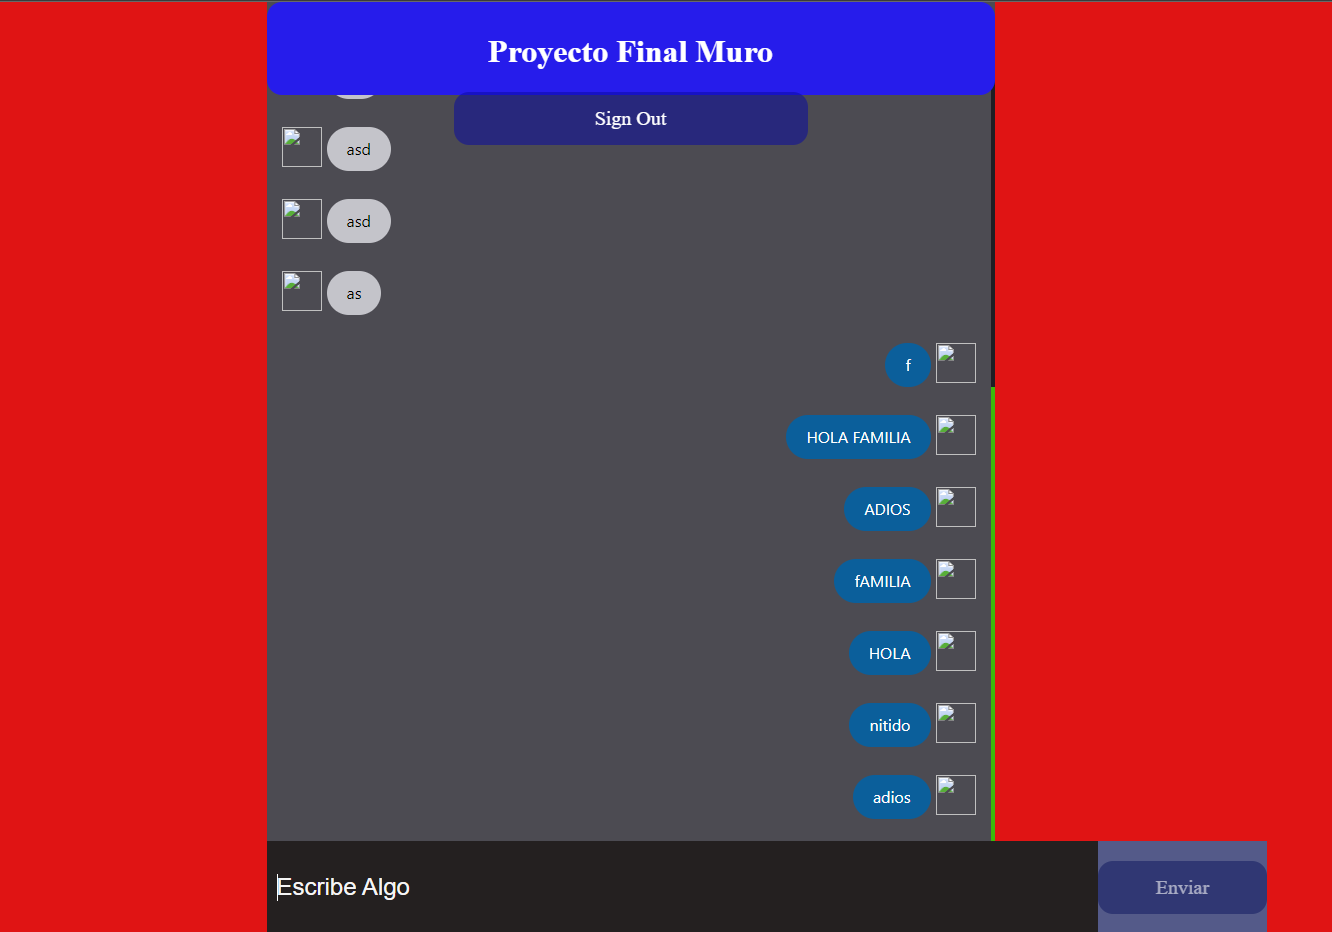 Proyecto Final Muro
Sign Out
asd
asd
as
f
HOLA FAMILIA
ADIOS
fAMILIA
HOLA
nitido
adios
Escribe Algo
Enviar